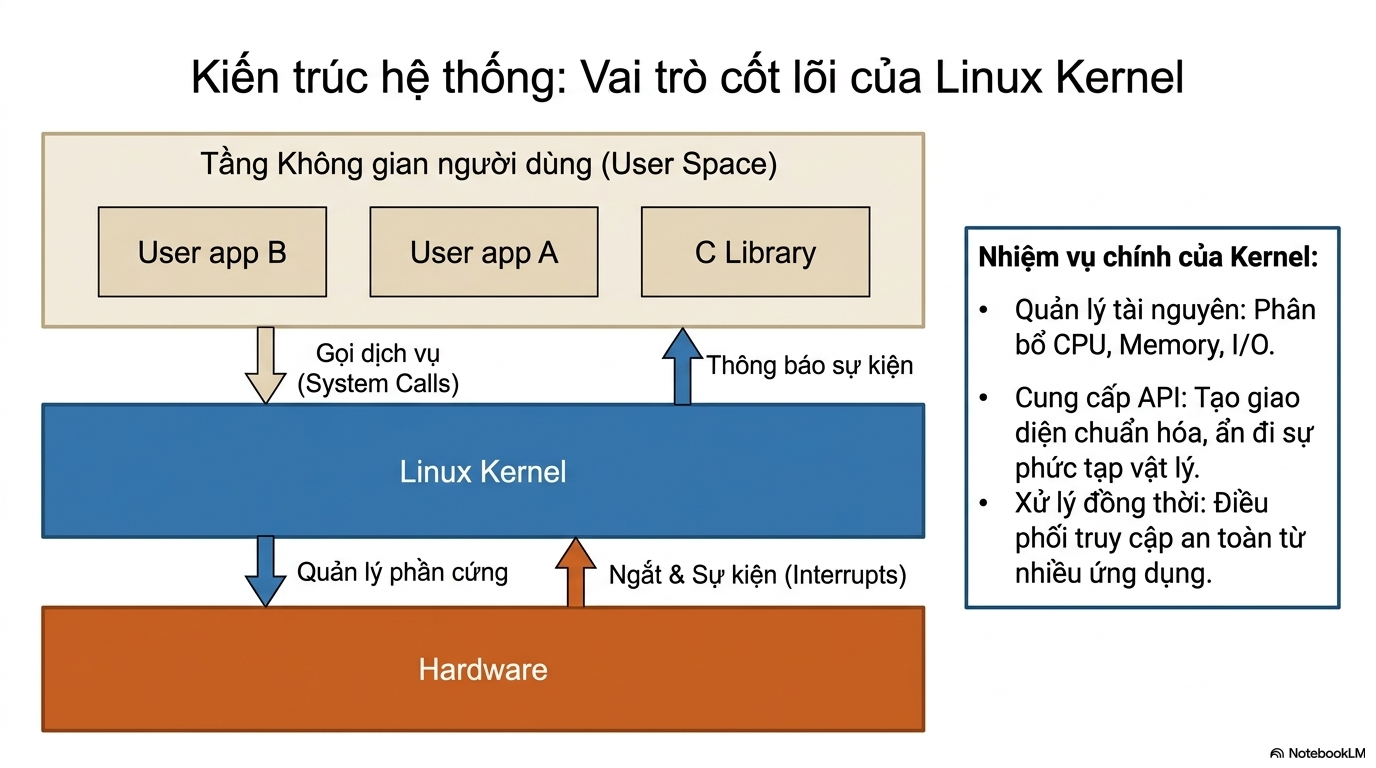 Kiến trúc hệ thống: Vai trò cốt lõi của Linux Kernel
Tầng Không gian người dùng (User Space)
User app B
User app A
C Library
Gọi dịch vụ
(System Calls)
Thông báo sự kiện
Linux Kernel
Quản lý phần cứng
Ngắt & Sự kiện (Interrupts)
Hardware
Nhiệm vụ chính của Kernel:
• Quản lý tài nguyên: Phân
bổ CPU, Memory, I/O.
• Cung cấp API: Tạo giao
diện chuẩn hóa, ẩn đi sự
phức tạp vật lý.
• Xử lý đồng thời: Điều
phối truy cập an toàn từ
nhiều ứng dụng.
NotebookLM